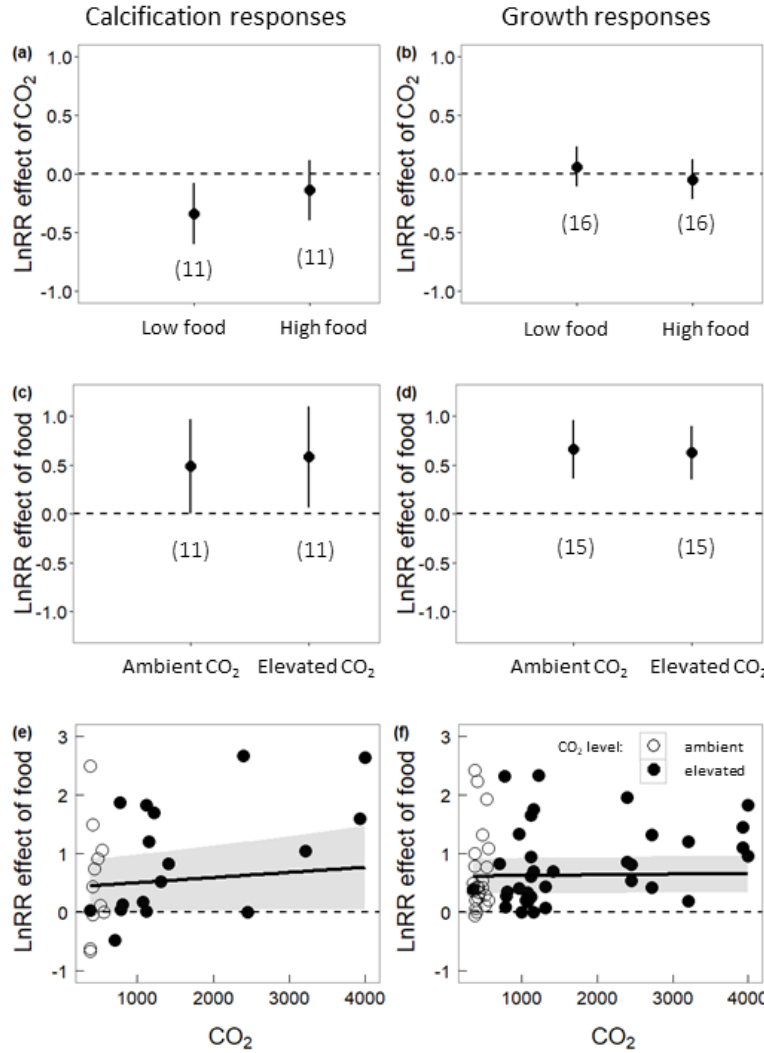 Calcification responses
Growth responses
(a)
(b)
LnRR effect of CO₂
1.0
0.5
0.0
-0.5
-1.0
(11)
(11)
Low food
High food
LnRR effect of CO₂
1.0
0.5
0.0
-0.5
-1.0
(16)
(16)
Low food
High food
(c)
(d)
LnRR effect of food
1.0
0.5
0.0
-0.5
-1.0
(11)
(11)
Ambient CO₂
Elevated CO₂
LnRR effect of food
1.0
0.5
0.0
-0.5
-1.0
(15)
(15)
Ambient CO₂
Elevated CO₂
(e)
(f)
LnRR effect of food
3
2
1
0
-1
1000 2000 3000 4000
CO₂
LnRR effect of food
3
2
1
0
-1
CO₂ level: ambient
elevated
1000 2000 3000 4000
CO₂